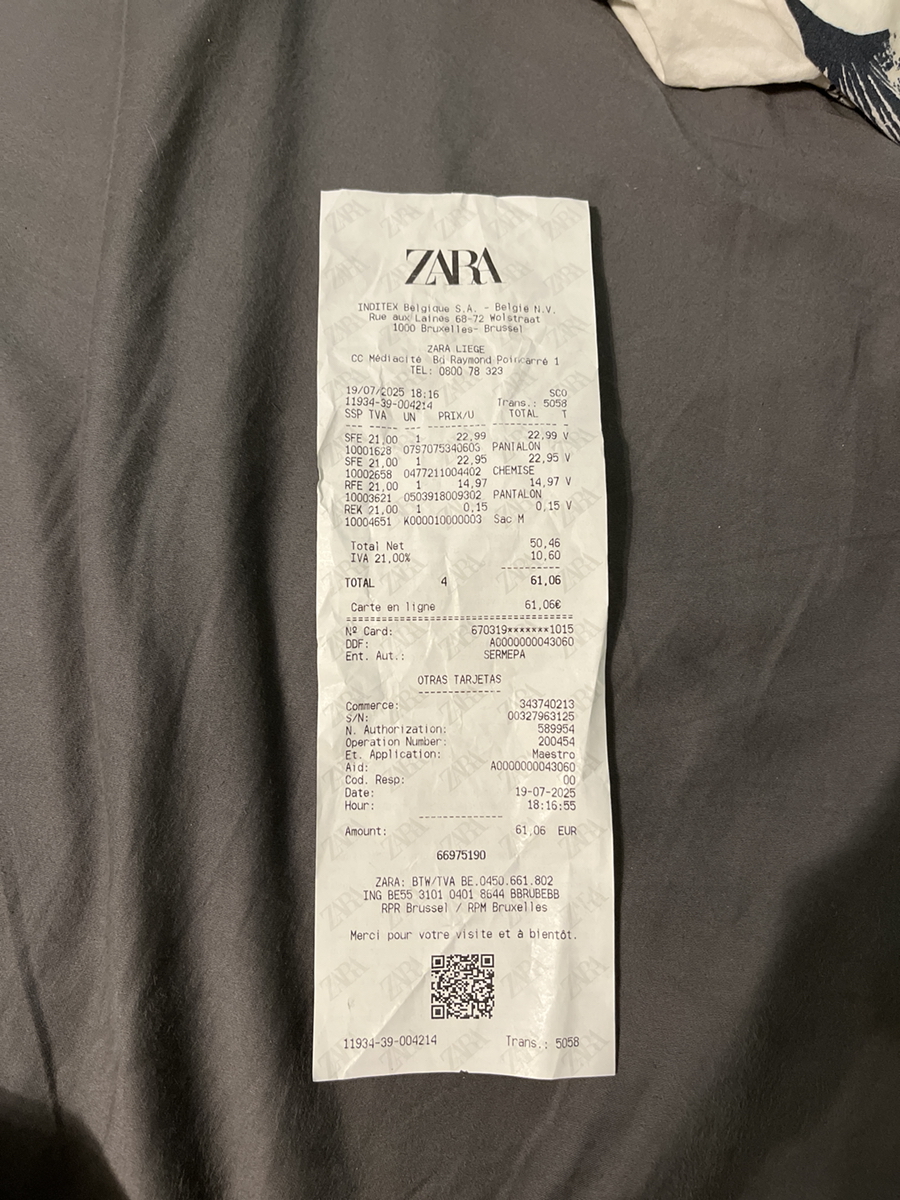 ZARA
INDITEX Belgique S.A. - Belgie N.V.
Rue aux Laines 68-72 Wolstraat
1000 Bruxelles- Brussel
ZARA LIEGE
CC Médiacité Bd Raymond Poincarré 1
TEL: 0800 78 323
19/07/2025 18:16 SCO
11934-39-004214 Trans.: 5058
SSP TVA UN PRIX/U TOTAL T
SFE 21,00 1 22,99 22,99 V
10001628 0797075340603 PANTALON
SFE 21,00 1 22,95 22,95 V
10002658 0477211004402 CHEMISE
RFE 21,00 1 14,97 14,97 V
10003621 0503918009302 PANTALON
REK 21,00 1 0,15 0,15 V
10004651 K000010000003 Sac M
Total Net 50,46
IVA 21,00% 10,60
TOTAL 4 61,06
Carte en ligne 61,06€
Nº Card: 670319*******1015
DDF: A0000000043060
Ent. Aut.: SERMEPA
OTRAS TARJETAS
Commerce: 343740213
S/N: 00327963125
N. Authorization: 589954
Operation Number: 200454
Et. Application: Maestro
Aid: A0000000043060
Cod. Resp: 00
Date: 19-07-2025
Hour: 18:16:55
Amount: 61,06 EUR
66975190
ZARA: BTW/TVA BE.0450.661.802
ING BE55 3101 0401 8644 BBRUBEBB
RPR Brussel / RPM Bruxelles
Merci pour votre visite et à bientôt.
11934-39-004214 Trans.: 5058